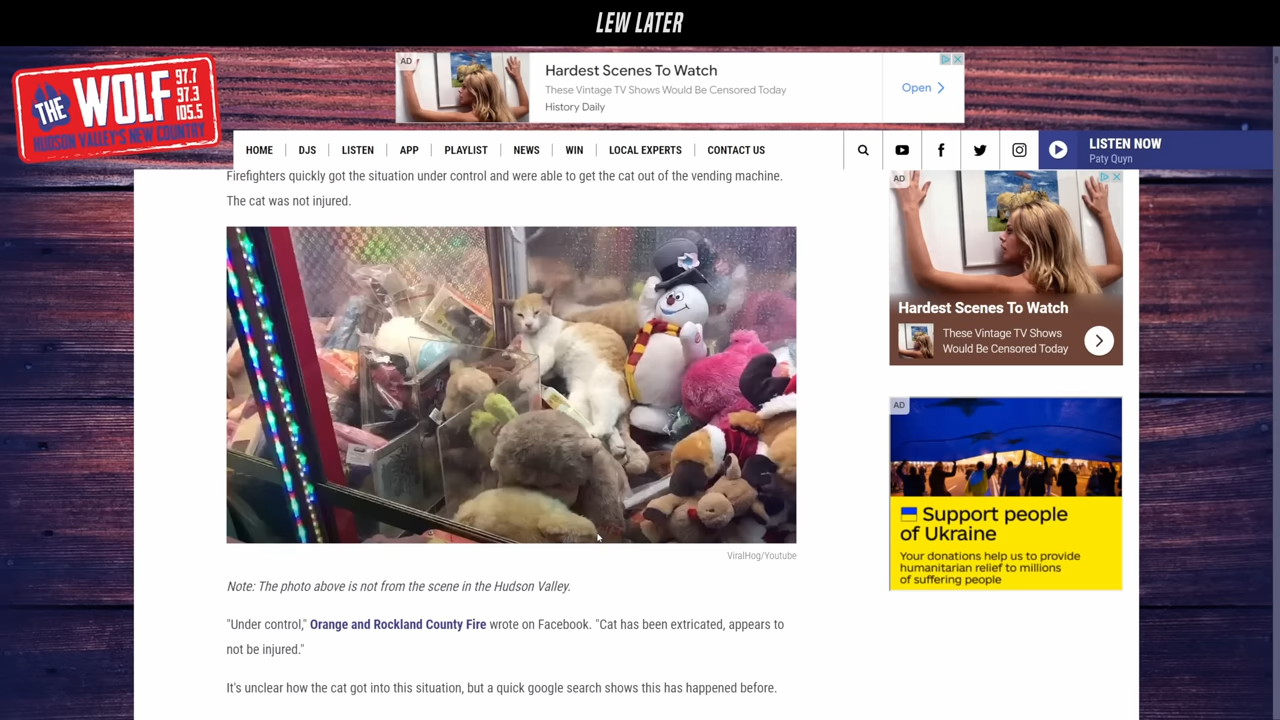 LEW LATER
THE WOLF
97.7
97.3
105.5
HUDSON VALLEY'S NEW COUNTRY
AD
Hardest Scenes To Watch
These Vintage TV Shows Would Be Censored Today
History Daily
Open
HOME
DJS
LISTEN
APP
PLAYLIST
NEWS
WIN
LOCAL EXPERTS
CONTACT US
LISTEN NOW
Paty Quyn
Firefighters quickly got the situation under control and were able to get the cat out of the vending machine.
The cat was not injured.
ViralHog/Youtube
Note: The photo above is not from the scene in the Hudson Valley.
"Under control," Orange and Rockland County Fire wrote on Facebook. "Cat has been extricated, appears to
not be injured."
It's unclear how the cat got into this situation, but a quick google search shows this has happened before.
AD
Hardest Scenes To Watch
These Vintage TV Shows
Would Be Censored Today
AD
Support people
of Ukraine
Your donations help us to provide
humanitarian relief to millions
of suffering people